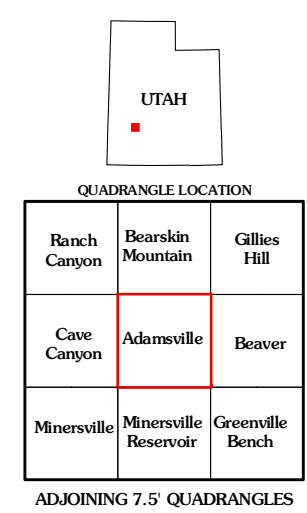 UTAH
QUADRANGLE LOCATION
Ranch Canyon
Bearskin Mountain
Gillies Hill
Cave Canyon
Adamsville
Beaver
Minersville
Minersville Reservoir
Greenville Bench
ADJOINING 7.5' QUADRANGLES